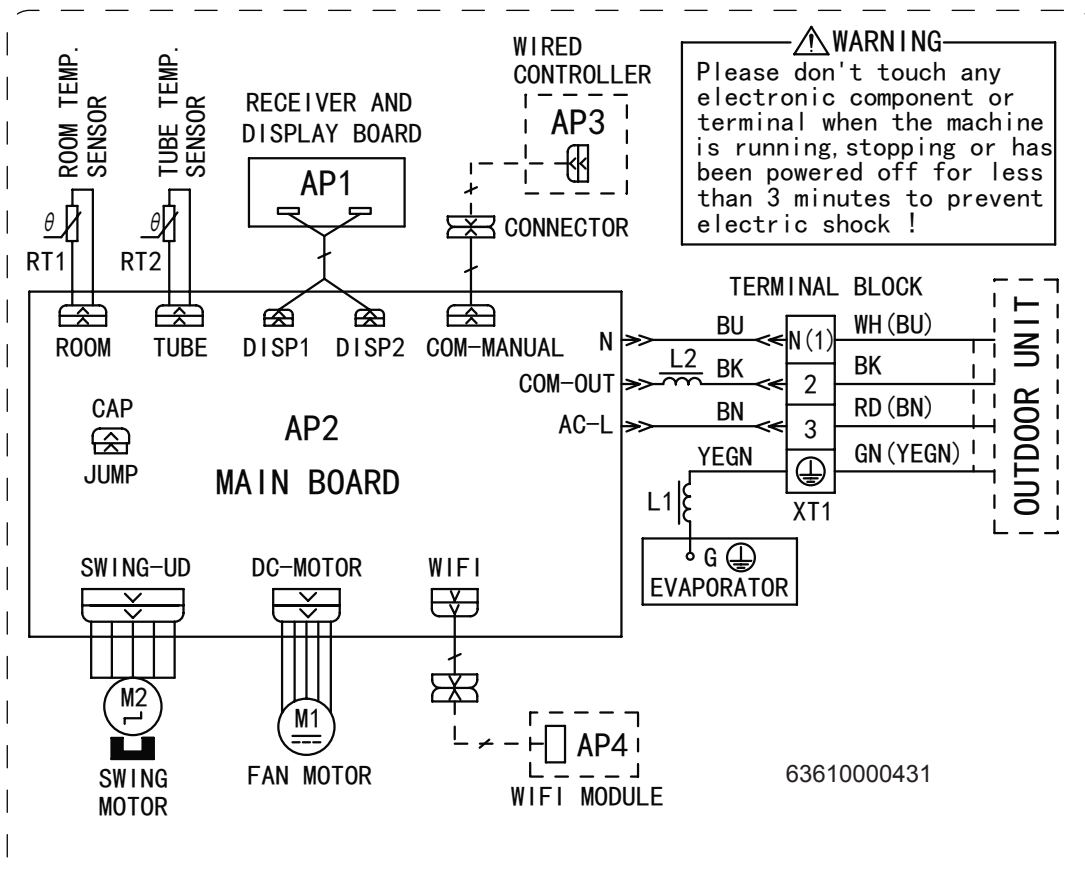 ROOM TEMP.
SENSOR
TUBE TEMP.
SENSOR
RECEIVER AND
DISPLAY BOARD
AP1
WIRED
CONTROLLER
AP3
CONNECTOR
WARNING
Please don't touch any
electronic component or
terminal when the machine
is running, stopping or has
been powered off for less
than 3 minutes to prevent
electric shock !
θ
RT1
θ
RT2
ROOM
TUBE
DISP1
DISP2
COM-MANUAL
N
COM-OUT
AC-L
TERMINAL BLOCK
BU
N(1)
WH(BU)
L2
BK
2
BK
BN
3
RD(BN)
YEGN
GN(YEGN)
XT1
OUTDOOR UNIT
L1
G
EVAPORATOR
CAP
JUMP
AP2
MAIN BOARD
SWING-UD
DC-MOTOR
WIFI
M2
SWING
MOTOR
M1
FAN MOTOR
AP4
WIFI MODULE
63610000431